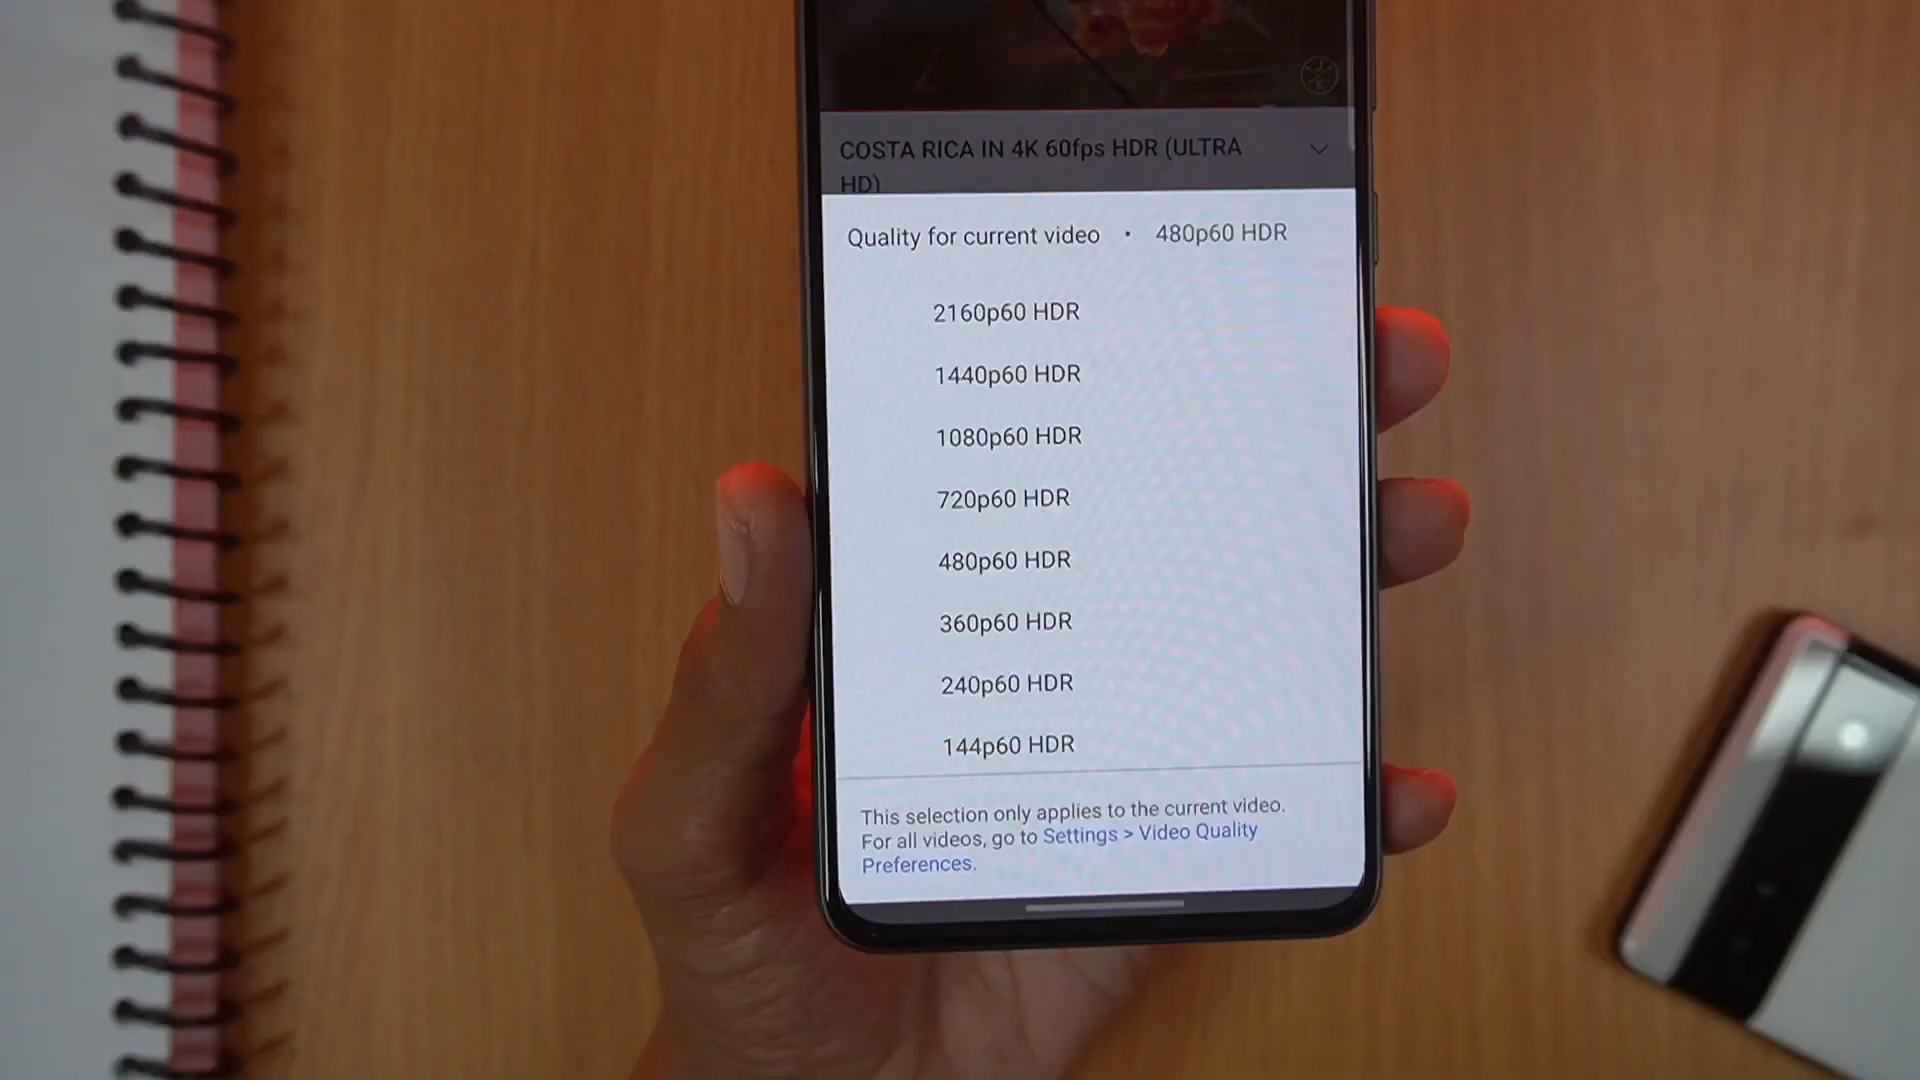 COSTA RICA IN 4K 60fps HDR (ULTRA
HD)
Quality for current video • 480p60 HDR
2160p60 HDR
1440p60 HDR
1080p60 HDR
720p60 HDR
480p60 HDR
360p60 HDR
240p60 HDR
144p60 HDR
This selection only applies to the current video.
For all videos, go to Settings > Video Quality
Preferences.